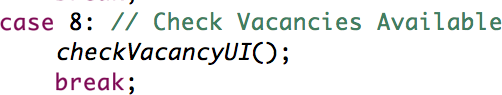 case 8: // Check Vacancies Available
checkVacancyUI();
break;